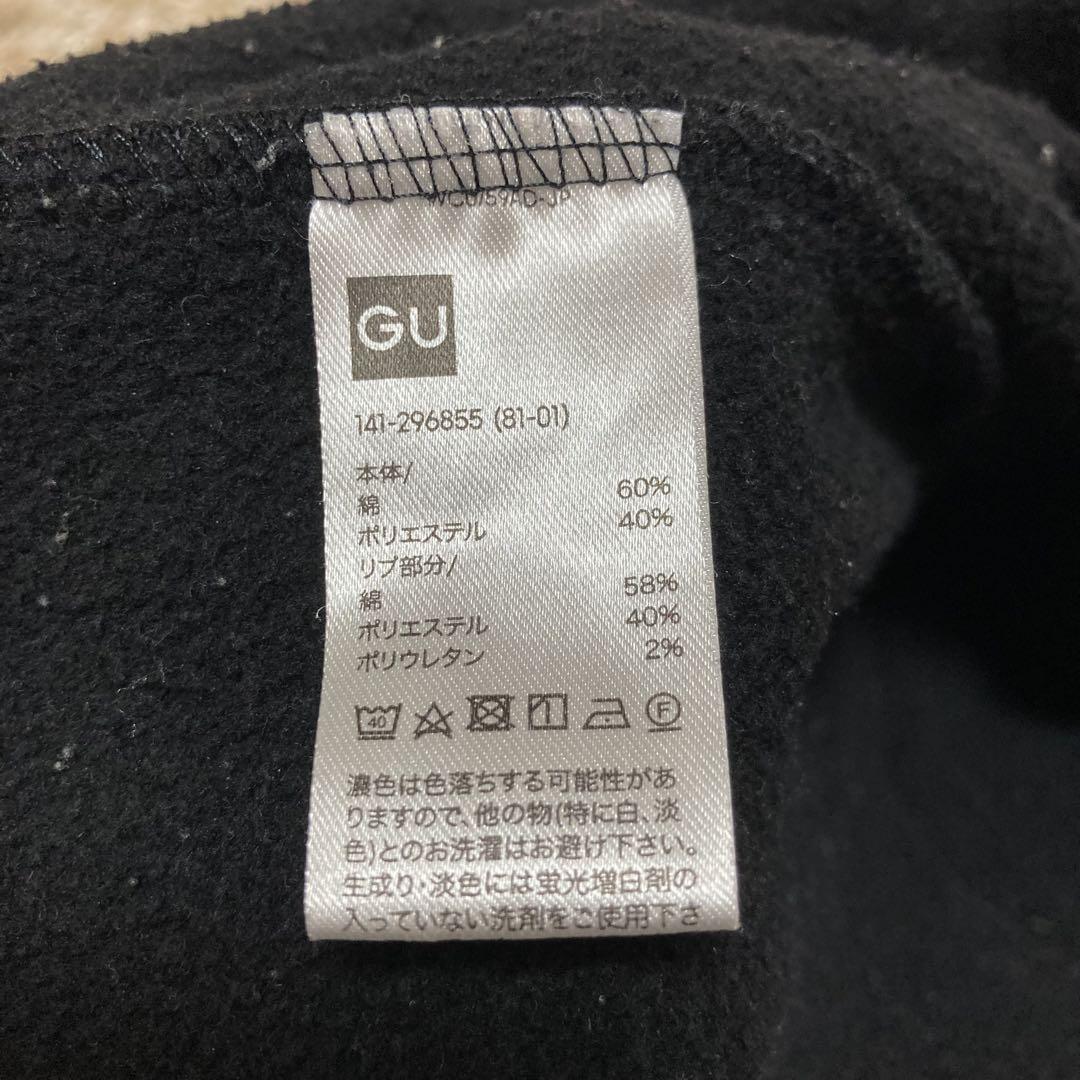 GU
141-296855 (81-01)
本体/
綿 60%
ポリエステル 40%
リブ部分/
綿 58%
ポリエステル 40%
ポリウレタン 2%
40
F
濃色は色落ちする可能性があ
りますので、他の物(特に白、淡
色)とのお洗濯はお避け下さい。
生成り・淡色には蛍光増白剤の
入っていない洗剤をご使用下さ